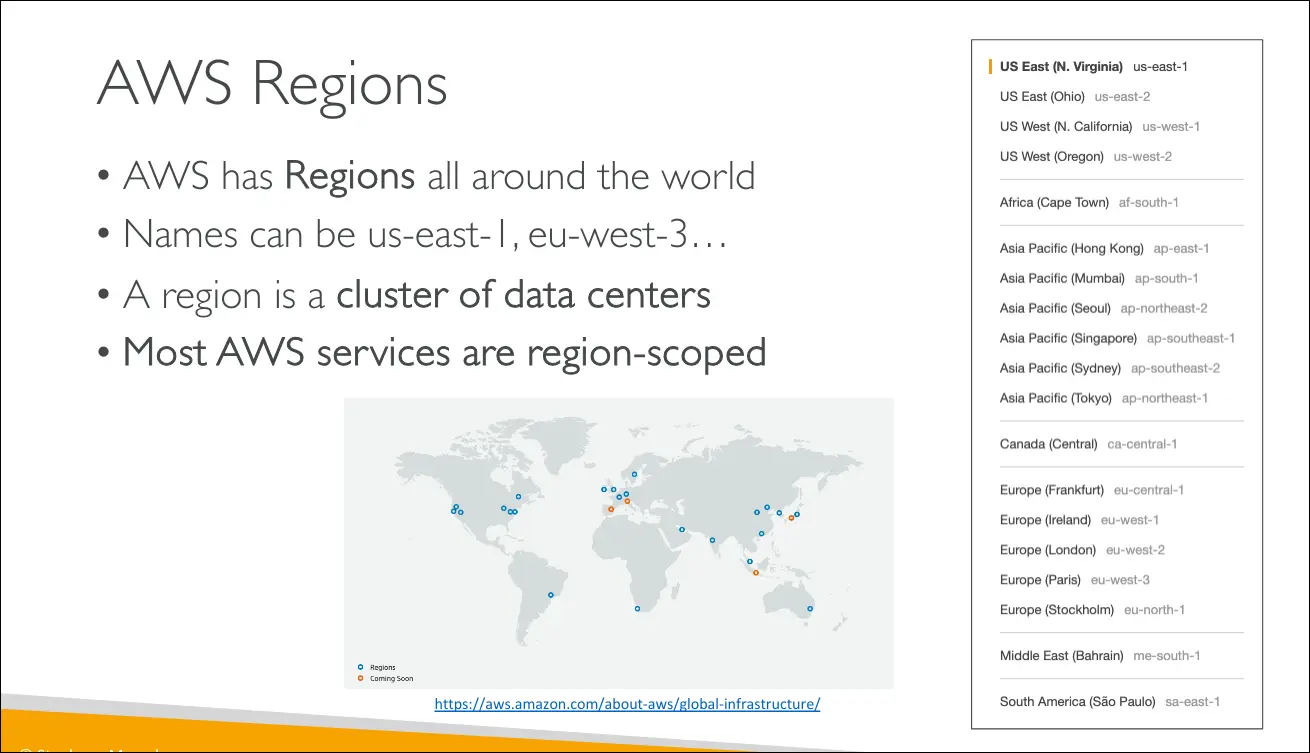 AWS Regions
• AWS has Regions all around the world
• Names can be us-east-1, eu-west-3…
• A region is a cluster of data centers
• Most AWS services are region-scoped
Regions
Coming Soon
https://aws.amazon.com/about-aws/global-infrastructure/
US East (N. Virginia) us-east-1
US East (Ohio) us-east-2
US West (N. California) us-west-1
US West (Oregon) us-west-2
Africa (Cape Town) af-south-1
Asia Pacific (Hong Kong) ap-east-1
Asia Pacific (Mumbai) ap-south-1
Asia Pacific (Seoul) ap-northeast-2
Asia Pacific (Singapore) ap-southeast-1
Asia Pacific (Sydney) ap-southeast-2
Asia Pacific (Tokyo) ap-northeast-1
Canada (Central) ca-central-1
Europe (Frankfurt) eu-central-1
Europe (Ireland) eu-west-1
Europe (London) eu-west-2
Europe (Paris) eu-west-3
Europe (Stockholm) eu-north-1
Middle East (Bahrain) me-south-1
South America (São Paulo) sa-east-1